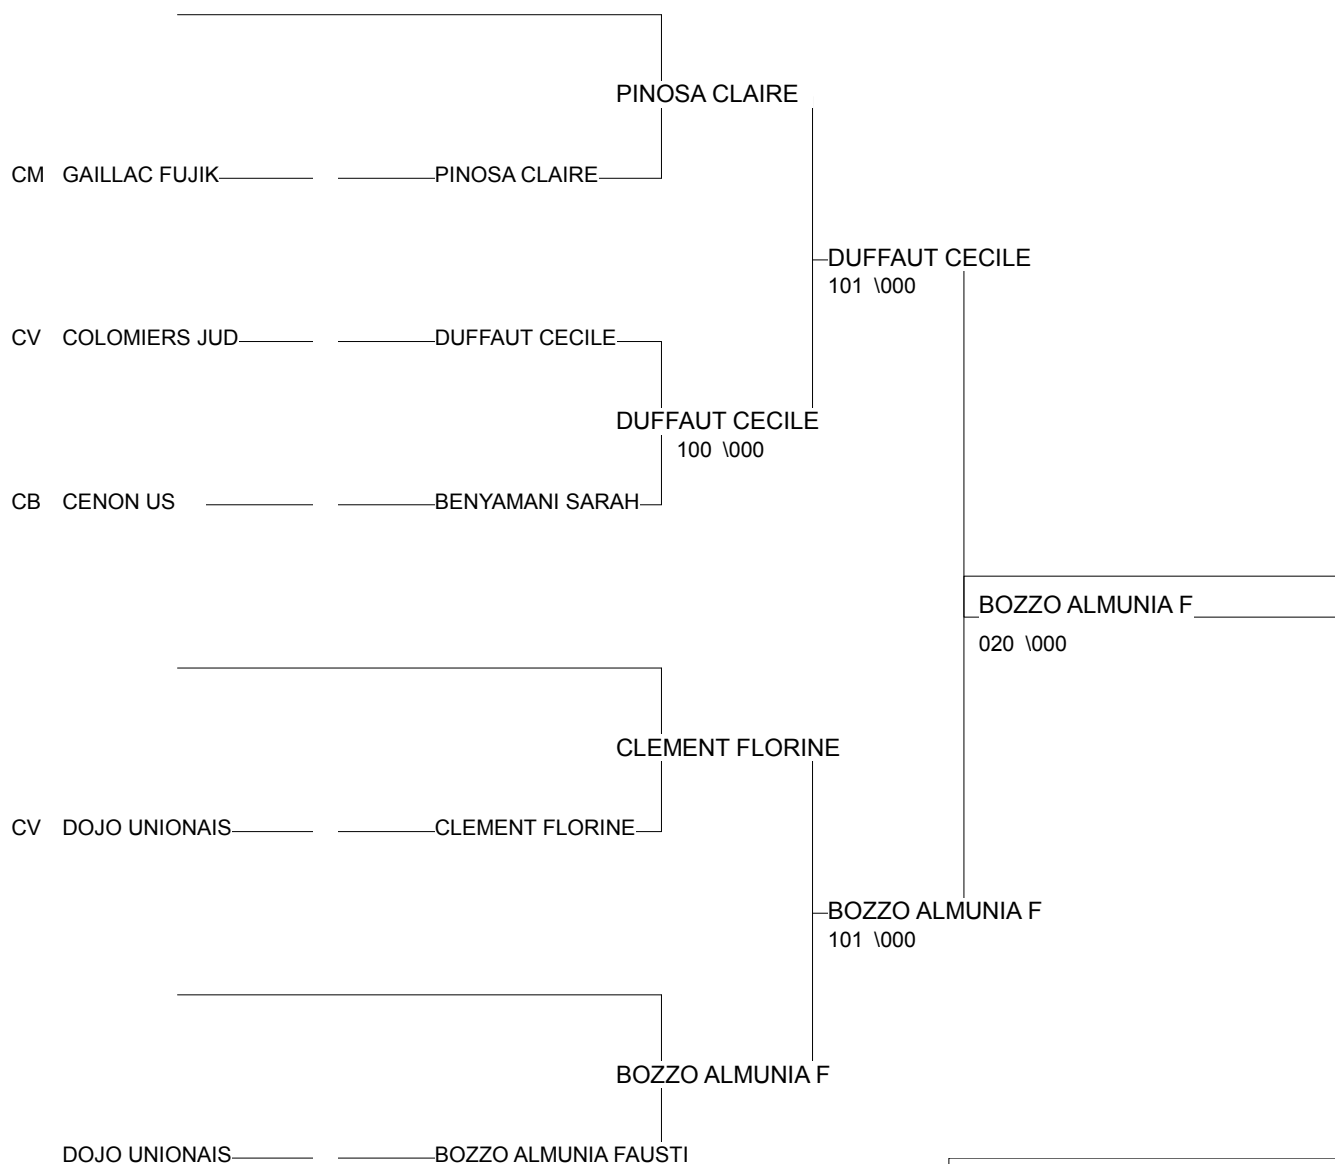 PINOSA CLAIRE
CM GAILLAC FUJIK PINOSA CLAIRE
DUFFAUT CECILE
101 \000
CV COLOMIERS JUD DUFFAUT CECILE
DUFFAUT CECILE
100 \000
CB CENON US BENYAMANI SARAH
BOZZO ALMUNIA F
020 \000
CLEMENT FLORINE
CV DOJO UNIONAIS CLEMENT FLORINE
BOZZO ALMUNIA F
101 \000
BOZZO ALMUNIA F
DOJO UNIONAIS BOZZO ALMUNIA FAUSTI